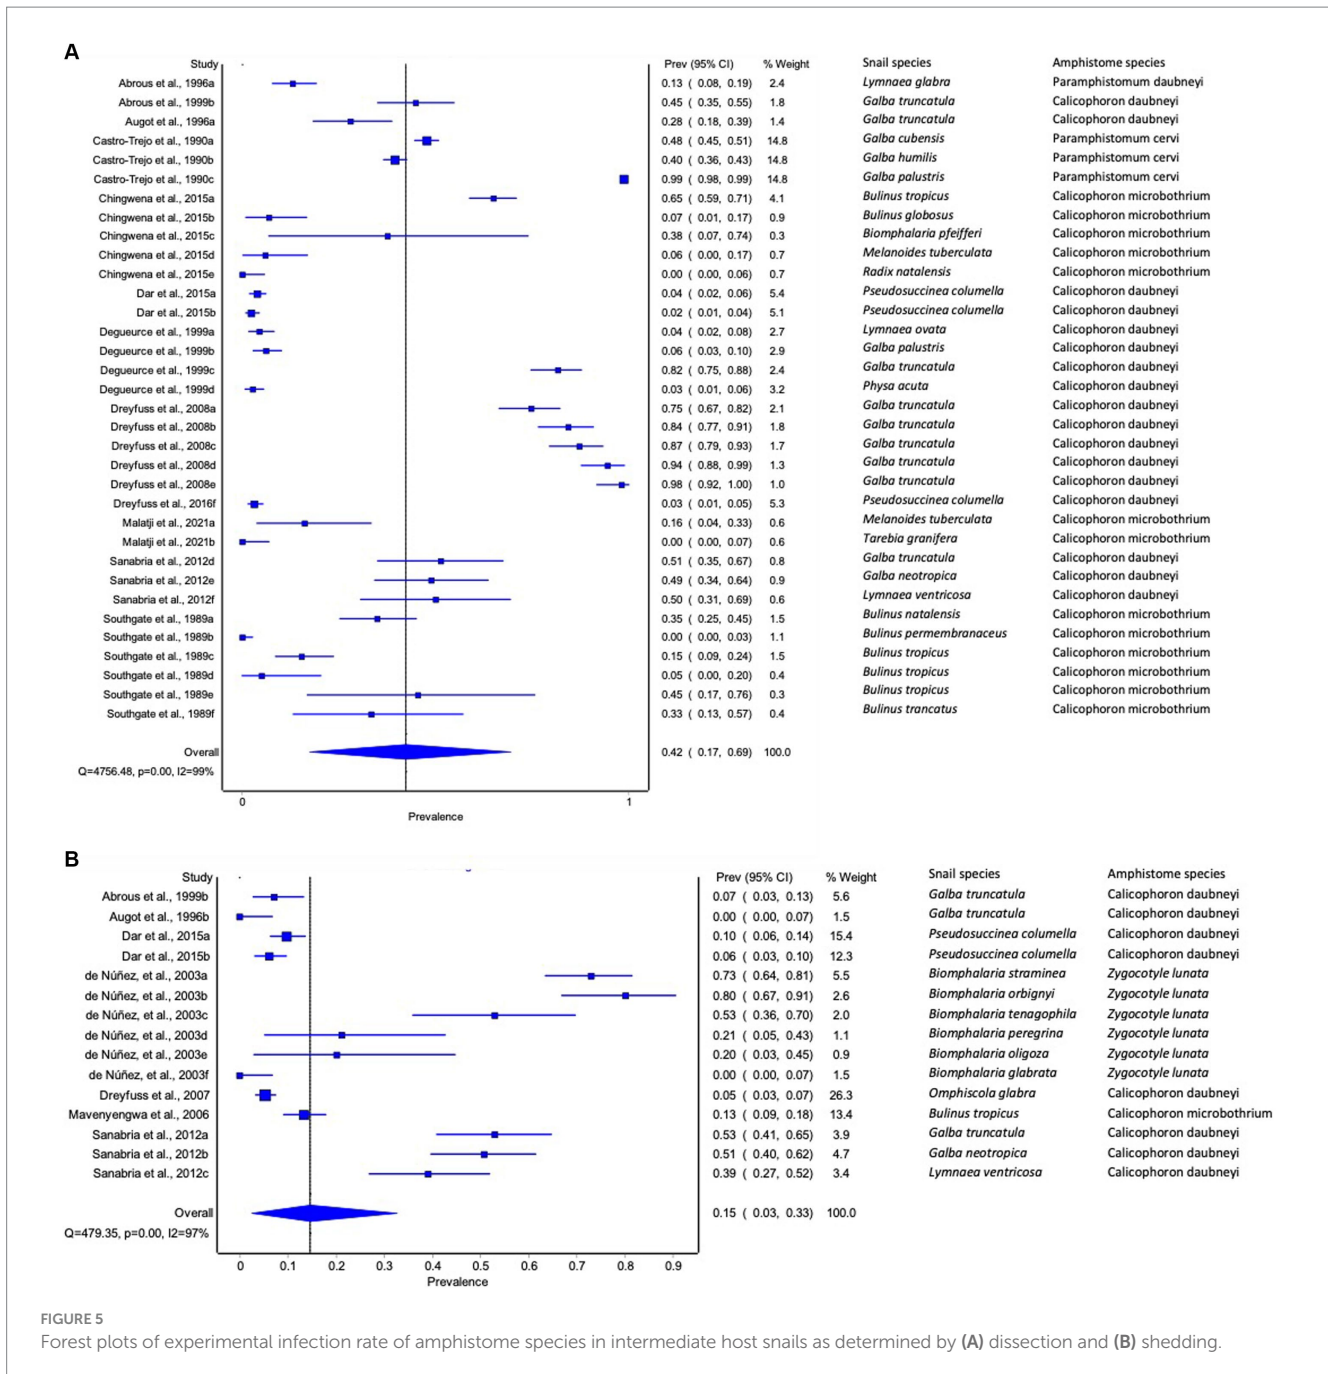 A
Study Prev (95% CI) % Weight Snail species Amphistome species
Abrous et al., 1996a 0.13 ( 0.08, 0.19) 2.4 Lymnaea glabra Paramphistomum daubneyi
Abrous et al., 1999b 0.45 ( 0.35, 0.55) 1.8 Galba truncatula Calicophoron daubneyi
Augot et al., 1996a 0.28 ( 0.18, 0.39) 1.4 Galba truncatula Calicophoron daubneyi
Castro-Trejo et al., 1990a 0.48 ( 0.45, 0.51) 14.8 Galba cubensis Paramphistomum cervi
Castro-Trejo et al., 1990b 0.40 ( 0.36, 0.43) 14.8 Galba humilis Paramphistomum cervi
Castro-Trejo et al., 1990c 0.99 ( 0.98, 0.99) 14.8 Galba palustris Paramphistomum cervi
Chingwena et al., 2015a 0.65 ( 0.59, 0.71) 4.1 Bulinus tropicus Calicophoron microbothrium
Chingwena et al., 2015b 0.07 ( 0.01, 0.17) 0.9 Bulinus globosus Calicophoron microbothrium
Chingwena et al., 2015c 0.38 ( 0.07, 0.74) 0.3 Biomphalaria pfeifferi Calicophoron microbothrium
Chingwena et al., 2015d 0.06 ( 0.00, 0.17) 0.7 Melanoides tuberculata Calicophoron microbothrium
Chingwena et al., 2015e 0.00 ( 0.00, 0.06) 0.7 Radix natalensis Calicophoron microbothrium
Dar et al., 2015a 0.04 ( 0.02, 0.06) 5.4 Pseudosuccinea columella Calicophoron daubneyi
Dar et al., 2015b 0.02 ( 0.01, 0.04) 5.1 Pseudosuccinea columella Calicophoron daubneyi
Degueurce et al., 1999a 0.04 ( 0.02, 0.08) 2.7 Lymnaea ovata Calicophoron daubneyi
Degueurce et al., 1999b 0.06 ( 0.03, 0.10) 2.9 Galba palustris Calicophoron daubneyi
Degueurce et al., 1999c 0.82 ( 0.75, 0.88) 2.4 Galba truncatula Calicophoron daubneyi
Degueurce et al., 1999d 0.03 ( 0.01, 0.06) 3.2 Physa acuta Calicophoron daubneyi
Dreyfuss et al., 2008a 0.75 ( 0.67, 0.82) 2.1 Galba truncatula Calicophoron daubneyi
Dreyfuss et al., 2008b 0.84 ( 0.77, 0.91) 1.8 Galba truncatula Calicophoron daubneyi
Dreyfuss et al., 2008c 0.87 ( 0.79, 0.93) 1.7 Galba truncatula Calicophoron daubneyi
Dreyfuss et al., 2008d 0.94 ( 0.88, 0.99) 1.3 Galba truncatula Calicophoron daubneyi
Dreyfuss et al., 2008e 0.98 ( 0.92, 1.00) 1.0 Galba truncatula Calicophoron daubneyi
Dreyfuss et al., 2016f 0.03 ( 0.01, 0.05) 5.3 Pseudosuccinea columella Calicophoron daubneyi
Malatji et al., 2021a 0.16 ( 0.04, 0.33) 0.6 Melanoides tuberculata Calicophoron microbothrium
Malatji et al., 2021b 0.00 ( 0.00, 0.07) 0.6 Tarebia granifera Calicophoron microbothrium
Sanabria et al., 2012d 0.51 ( 0.35, 0.67) 0.8 Galba truncatula Calicophoron daubneyi
Sanabria et al., 2012e 0.49 ( 0.34, 0.64) 0.9 Galba neotropica Calicophoron daubneyi
Sanabria et al., 2012f 0.50 ( 0.31, 0.69) 0.6 Lymnaea ventricosa Calicophoron daubneyi
Southgate et al., 1989a 0.35 ( 0.25, 0.45) 1.5 Bulinus natalensis Calicophoron microbothrium
Southgate et al., 1989b 0.00 ( 0.00, 0.03) 1.1 Bulinus permembranaceus Calicophoron microbothrium
Southgate et al., 1989c 0.15 ( 0.09, 0.24) 1.5 Bulinus tropicus Calicophoron microbothrium
Southgate et al., 1989d 0.05 ( 0.00, 0.20) 0.4 Bulinus tropicus Calicophoron microbothrium
Southgate et al., 1989e 0.45 ( 0.17, 0.76) 0.3 Bulinus tropicus Calicophoron microbothrium
Southgate et al., 1989f 0.33 ( 0.13, 0.57) 0.4 Bulinus trancatus Calicophoron microbothrium
Overall 0.42 ( 0.17, 0.69) 100.0
Q=4756.48, p=0.00, I2=99%
0 1
Prevalence
B
Study Prev (95% CI) % Weight Snail species Amphistome species
Abrous et al., 1999b 0.07 ( 0.03, 0.13) 5.6 Galba truncatula Calicophoron daubneyi
Augot et al., 1996b 0.00 ( 0.00, 0.07) 1.5 Galba truncatula Calicophoron daubneyi
Dar et al., 2015a 0.10 ( 0.06, 0.14) 15.4 Pseudosuccinea columella Calicophoron daubneyi
Dar et al., 2015b 0.06 ( 0.03, 0.10) 12.3 Pseudosuccinea columella Calicophoron daubneyi
de Núñez, et al., 2003a 0.73 ( 0.64, 0.81) 5.5 Biomphalaria straminea Zygocotyle lunata
de Núñez, et al., 2003b 0.80 ( 0.67, 0.91) 2.6 Biomphalaria orbignyi Zygocotyle lunata
de Núñez, et al., 2003c 0.53 ( 0.36, 0.70) 2.0 Biomphalaria tenagophila Zygocotyle lunata
de Núñez, et al., 2003d 0.21 ( 0.05, 0.43) 1.1 Biomphalaria peregrina Zygocotyle lunata
de Núñez, et al., 2003e 0.20 ( 0.03, 0.45) 0.9 Biomphalaria oligoza Zygocotyle lunata
de Núñez, et al., 2003f 0.00 ( 0.00, 0.07) 1.5 Biomphalaria glabrata Zygocotyle lunata
Dreyfuss et al., 2007 0.05 ( 0.03, 0.07) 26.3 Omphiscola glabra Calicophoron daubneyi
Mavenyengwa et al., 2006 0.13 ( 0.09, 0.18) 13.4 Bulinus tropicus Calicophoron microbothrium
Sanabria et al., 2012a 0.53 ( 0.41, 0.65) 3.9 Galba truncatula Calicophoron daubneyi
Sanabria et al., 2012b 0.51 ( 0.40, 0.62) 4.7 Galba neotropica Calicophoron daubneyi
Sanabria et al., 2012c 0.39 ( 0.27, 0.52) 3.4 Lymnaea ventricosa Calicophoron daubneyi
Overall 0.15 ( 0.03, 0.33) 100.0
Q=479.35, p=0.00, I2=97%
0 0.1 0.2 0.3 0.4 0.5 0.6 0.7 0.8 0.9
Prevalence
FIGURE 5
Forest plots of experimental infection rate of amphistome species in intermediate host snails as determined by (A) dissection and (B) shedding.